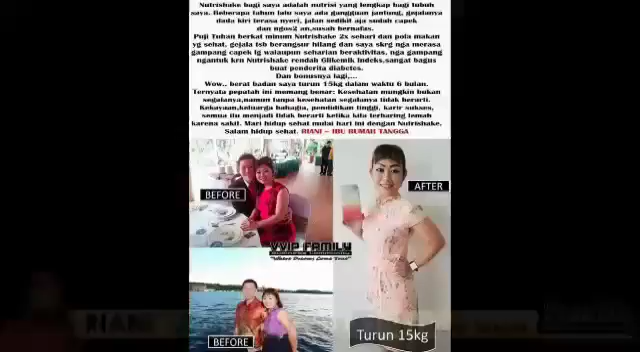 Nutrishake bagi saya adalah nutrisi yang lengkap bagi tubuh
saya. Beberapa tahun lalu saya ada gangguan jantung, gejalanya
dada kiri terasa nyeri, jalan sedikit aja sudah capek
dan ngos2 an,susah bernafas.
Puji Tuhan berkat minum Nutrishake 2x sehari dan pola makan
yg sehat, gejala tsb berangsur hilang dan saya skrg nga merasa
gampang capek lg walaupun seharian beraktivitas, nga gampang
ngantuk krn Nutrishake rendah Glikemik Indeks,sangat bagus
buat penderita diabetes.
Dan bonusnya lagi,...
Wow.. berat badan saya turun 15kg dalam waktu 6 bulan.
Ternyata pepatah ini memang benar: Kesehatan mungkin bukan
segalanya,namun tanpa kesehatan segalanya tidak berarti.
Kekayaan,keluarga bahagia, pendidikan tinggi, karir sukses,
semua itu menjadi tidak berarti ketika kita terbaring lemah
karena sakit. Mari hidup sehat mulai hari ini dengan Nutrishake.
Salam hidup sehat. RIANI – IBU RUMAH TANGGA
BEFORE
AFTER
VVIP FAMILY
"Where Dreams Come True"
BEFORE
Turun 15kg
RIANI